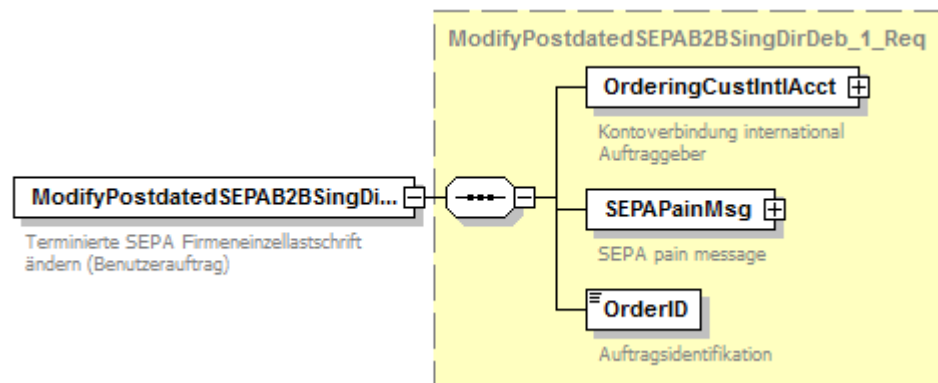 ModifyPostdatedSEPAB2BSingDirDeb_1_Req
OrderingCustIntlAcct
Kontoverbindung international
Auftraggeber
ModifyPostdatedSEPAB2BSingDi...
Terminierte SEPA Firmeneinzellastschrift
ändern (Benutzerauftrag)
SEPAPainMsg
SEPA pain message
OrderID
Auftragsidentifikation